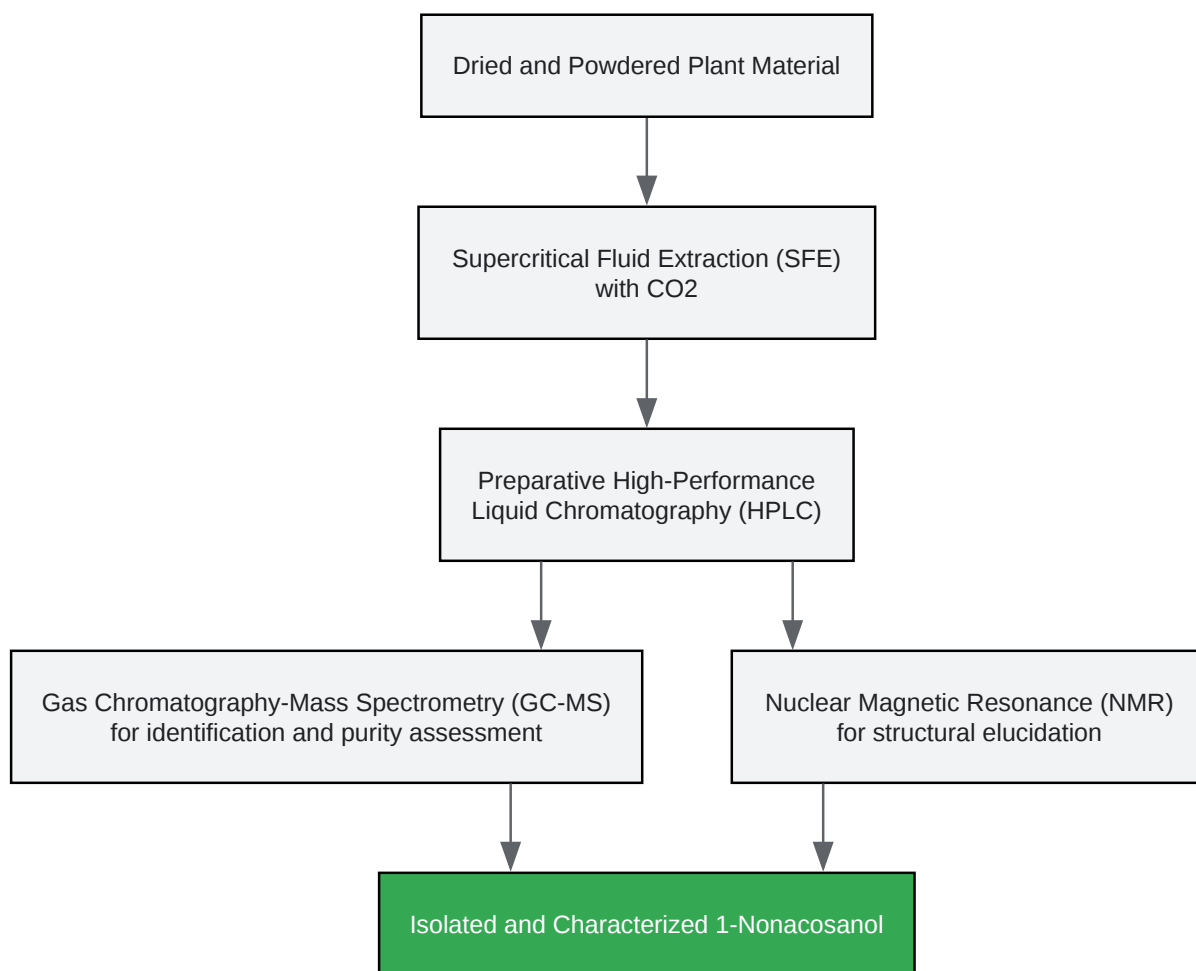 Dried and Powdered Plant Material
Supercritical Fluid Extraction (SFE)
with CO2
Preparative High-Performance
Liquid Chromatography (HPLC)
Gas Chromatography-Mass Spectrometry (GC-MS)
for identification and purity assessment
Nuclear Magnetic Resonance (NMR)
for structural elucidation
Isolated and Characterized 1-Nonacosanol